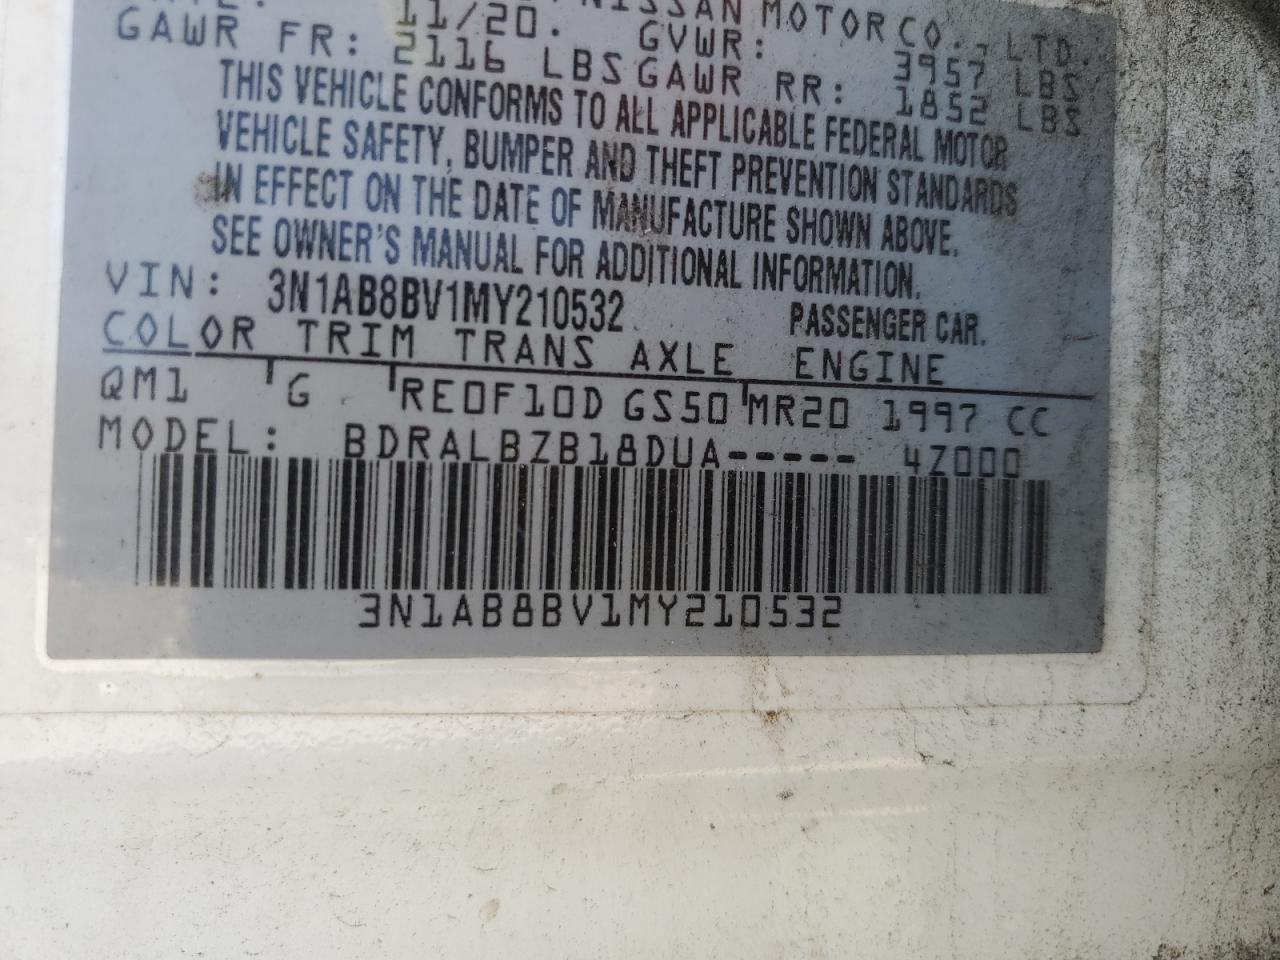 NISSAN MOTOR CO., LTD.
11/20. GVWR: 3957 LBS
GAWR FR: 2116 LBS GAWR RR: 1852 LBS
THIS VEHICLE CONFORMS TO ALL APPLICABLE FEDERAL MOTOR
VEHICLE SAFETY, BUMPER AND THEFT PREVENTION STANDARDS
IN EFFECT ON THE DATE OF MANUFACTURE SHOWN ABOVE.
SEE OWNER'S MANUAL FOR ADDITIONAL INFORMATION.
VIN: 3N1AB8BV1MY210532 PASSENGER CAR.
COLOR TRIM TRANS AXLE ENGINE
QM1 G RE0F10D GS50 MR20 1997 CC
MODEL: BDRALBZB18DUA----- 4Z000
3N1AB8BV1MY210532